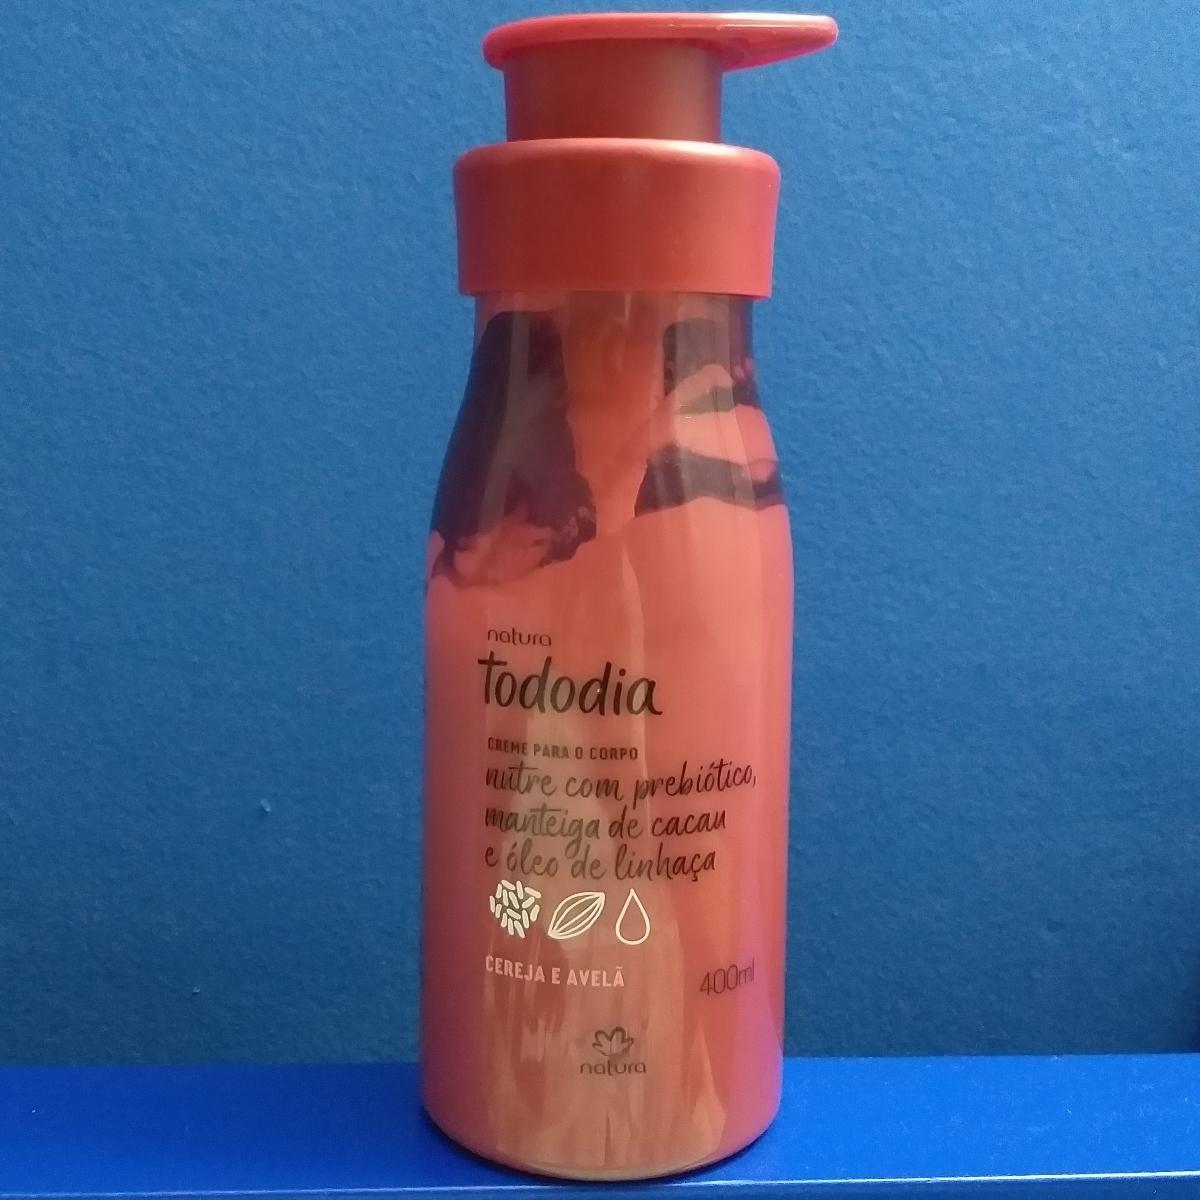 natura
tododia
CREME PARA O CORPO
nutre com prebiótico,
manteiga de cacau
e óleo de linhaça
CEREJA E AVELÃ
400ml
natura